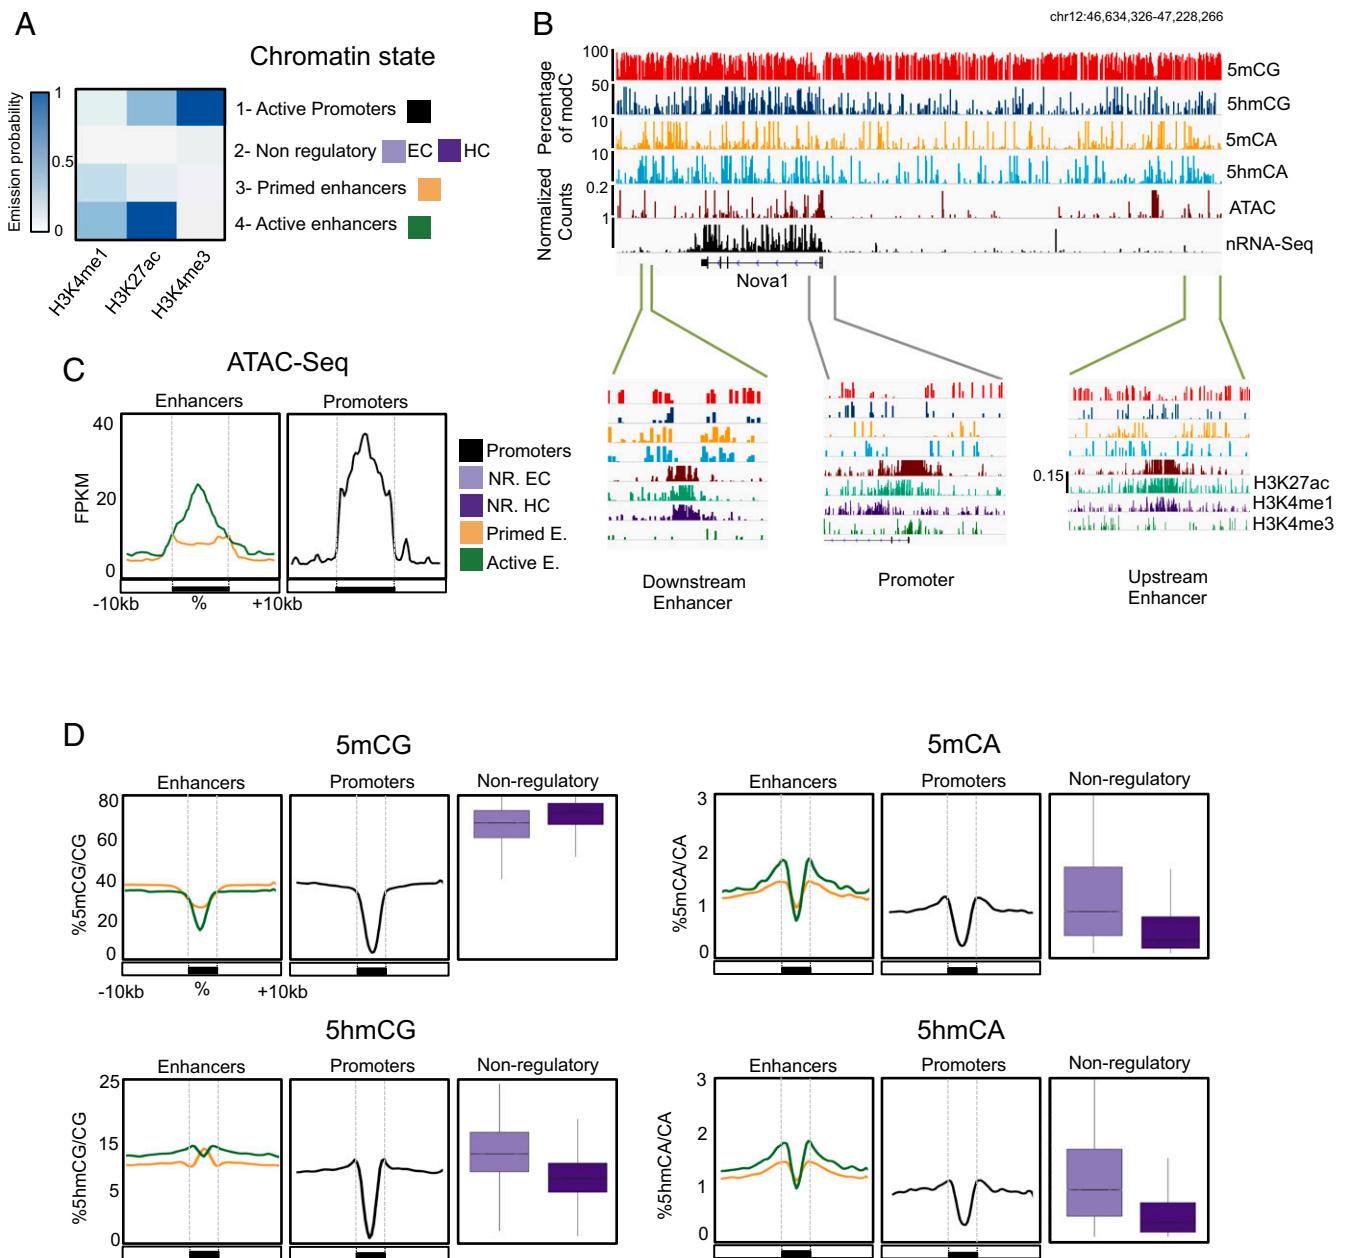 A
Chromatin state
Emission probability
1
0.5
0
1- Active Promoters
2- Non regulatory EC HC
3- Primed enhancers
4- Active enhancers
H3K4me1
H3K27ac
H3K4me3
B
chr12:46,634,326-47,228,266
Percentage
of modC
Normalized
Counts
100
50
10
10
0.2
1
5mCG
5hmCG
5mCA
5hmCA
ATAC
nRNA-Seq
Nova1
0.15
H3K27ac
H3K4me1
H3K4me3
Downstream
Enhancer
Promoter
Upstream
Enhancer
C
ATAC-Seq
Enhancers
Promoters
FPKM
40
20
10
0
-10kb
%
+10kb
Promoters
NR. EC
NR. HC
Primed E.
Active E.
D
5mCG
Enhancers
Promoters
Non-regulatory
%5mCG/CG
80
60
40
20
0
-10kb
%
+10kb
5mCA
Enhancers
Promoters
Non-regulatory
%5mCA/CA
3
2
1
0
5hmCG
Enhancers
Promoters
Non-regulatory
%5hmCG/CG
25
15
5
0
5hmCA
Enhancers
Promoters
Non-regulatory
%5hmCA/CA
3
2
1
0